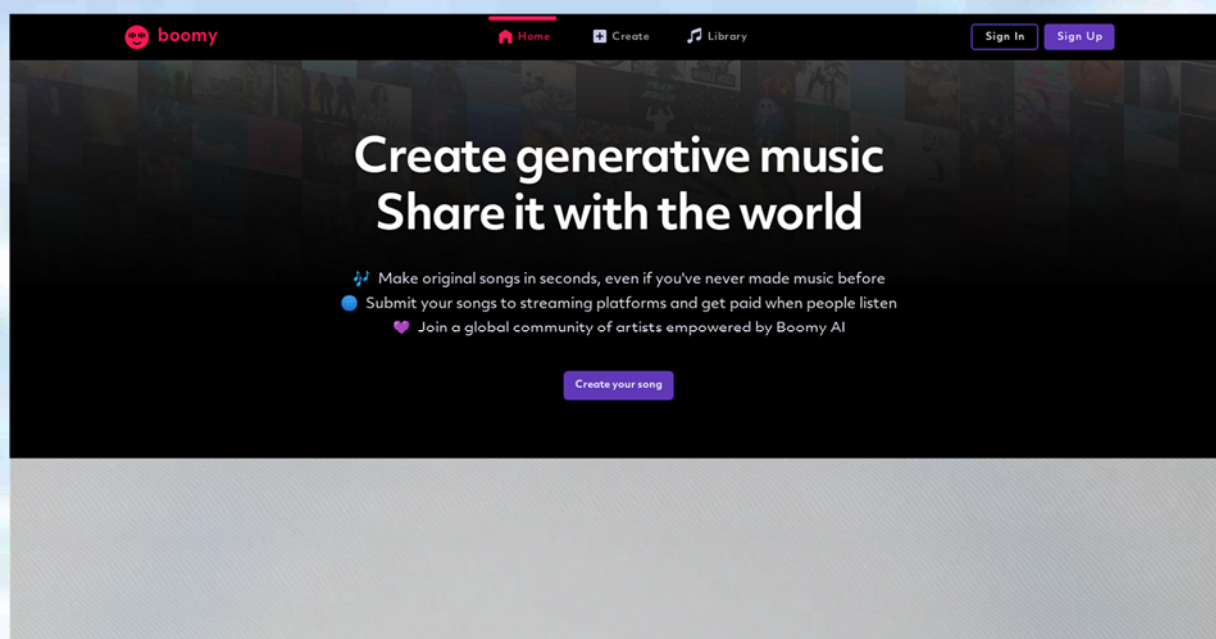 boomy
Home
Create
Library
Sign In
Sign Up
Create generative music
Share it with the world
Make original songs in seconds, even if you've never made music before
Submit your songs to streaming platforms and get paid when people listen
Join a global community of artists empowered by Boomy AI
Create your song